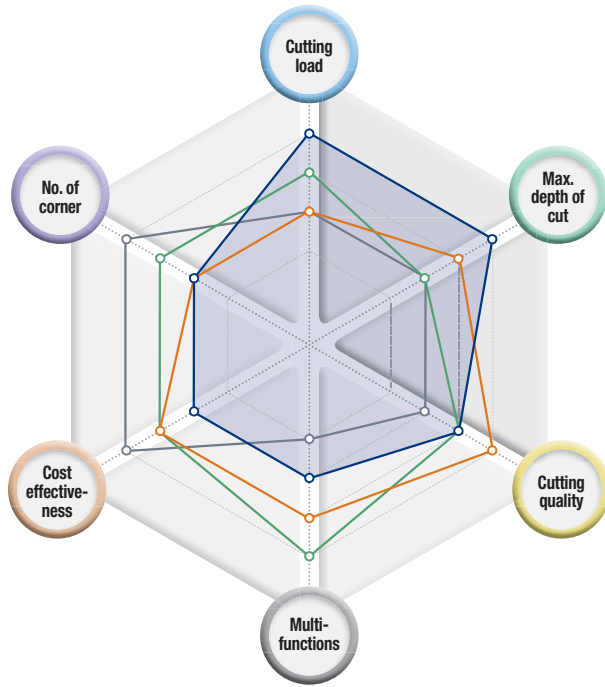 Cutting
load
No. of
corner
Max.
depth of
cut
Cost
effective-
ness
Cutting
quality
Multi-
functions